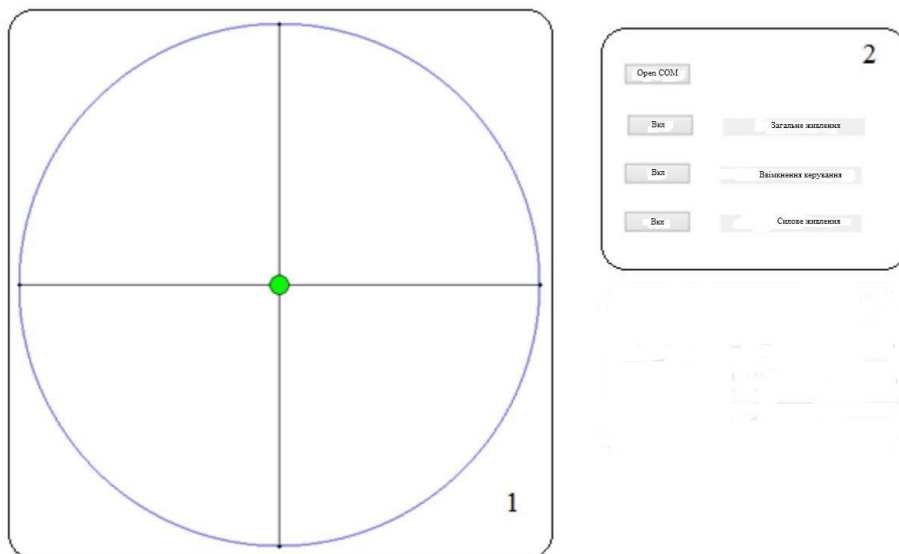 2
Open COM
Вкл Загальне живлення
Вкл Ввімкнення керування
Вкл Силове живлення
1